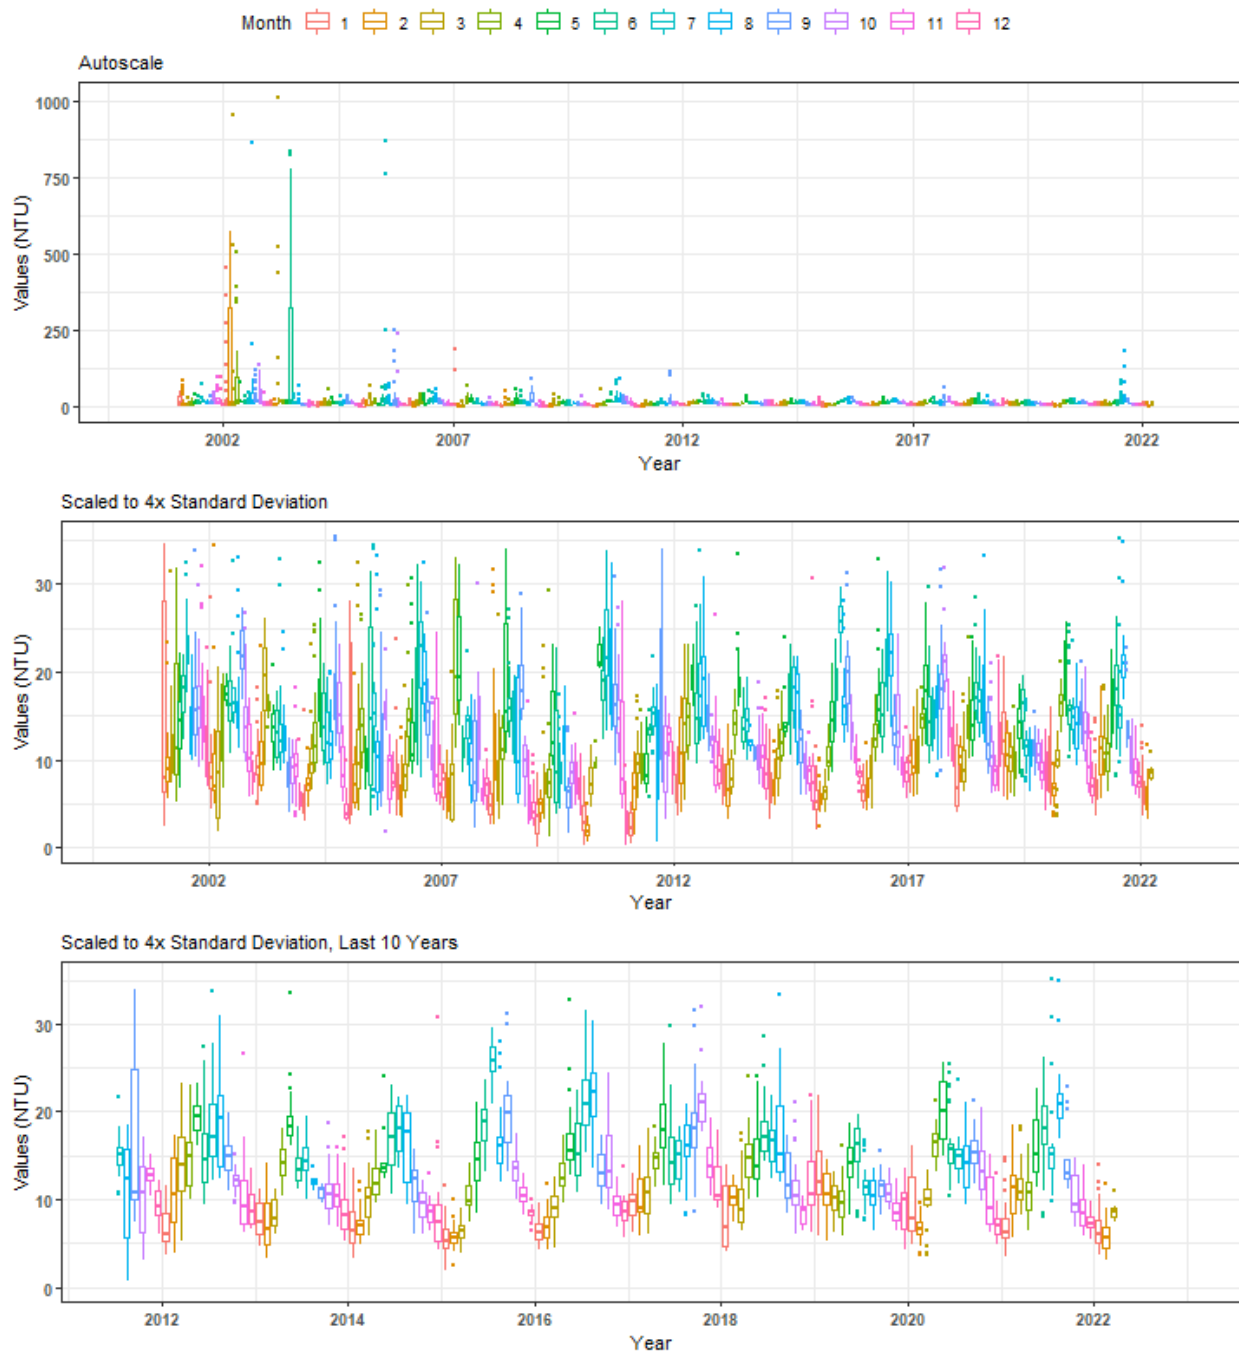 Month 1 2 3 4 5 6 7 8 9 10 11 12
Autoscale
1000
750
500
250
0
Values (NTU)
2002 2007 2012 2017 2022
Year
Scaled to 4x Standard Deviation
30
20
10
0
Values (NTU)
2002 2007 2012 2017 2022
Year
Scaled to 4x Standard Deviation, Last 10 Years
30
20
10
0
Values (NTU)
2012 2014 2016 2018 2020 2022
Year